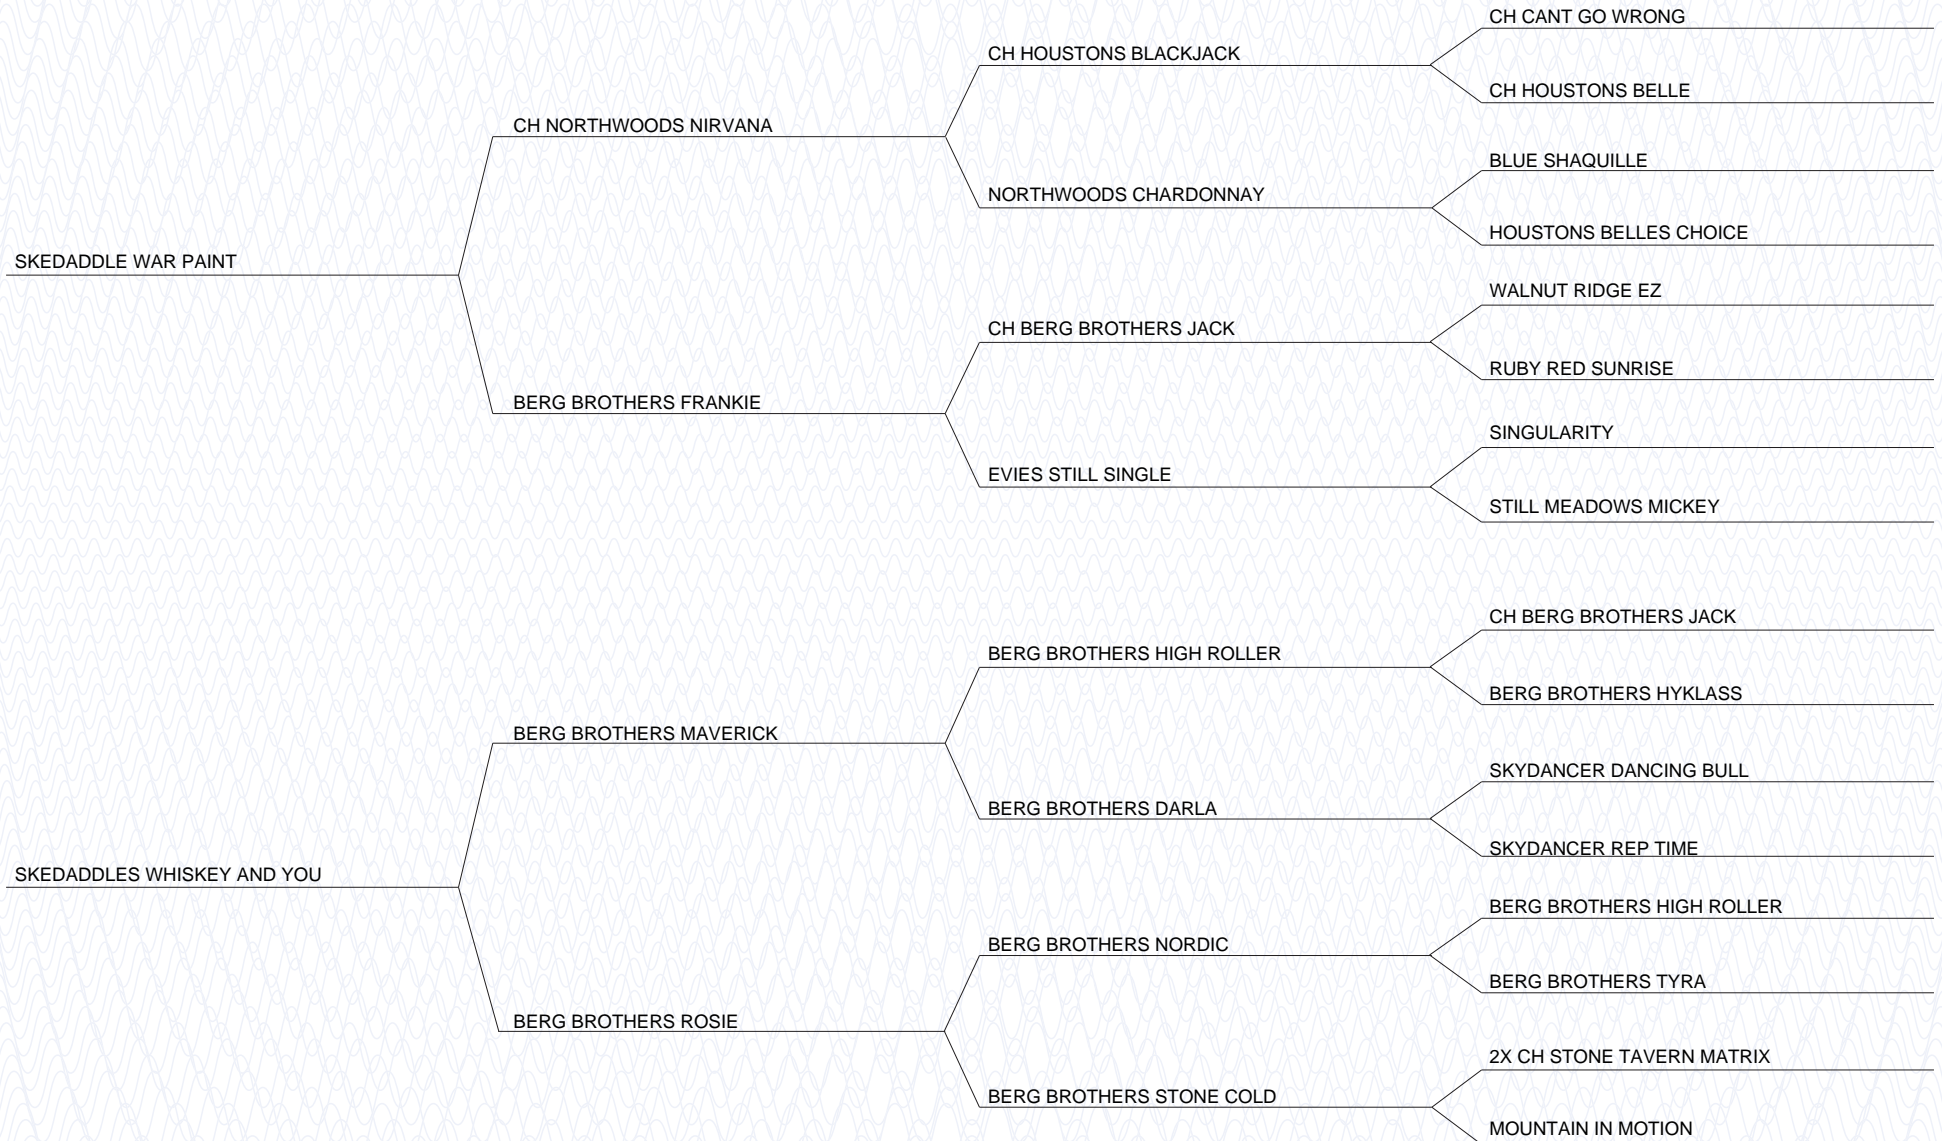 CH CANT GO WRONG
CH HOUSTONS BLACKJACK
CH HOUSTONS BELLE
CH NORTHWOODS NIRVANA
BLUE SHAQUILLE
NORTHWOODS CHARDONNAY
HOUSTONS BELLES CHOICE
SKEDADDLE WAR PAINT
WALNUT RIDGE EZ
CH BERG BROTHERS JACK
RUBY RED SUNRISE
BERG BROTHERS FRANKIE
SINGULARITY
EVIES STILL SINGLE
STILL MEADOWS MICKEY
CH BERG BROTHERS JACK
BERG BROTHERS HIGH ROLLER
BERG BROTHERS HYKLASS
BERG BROTHERS MAVERICK
SKYDANCER DANCING BULL
BERG BROTHERS DARLA
SKYDANCER REP TIME
SKEDADDLES WHISKEY AND YOU
BERG BROTHERS HIGH ROLLER
BERG BROTHERS NORDIC
BERG BROTHERS TYRA
BERG BROTHERS ROSIE
2X CH STONE TAVERN MATRIX
BERG BROTHERS STONE COLD
MOUNTAIN IN MOTION